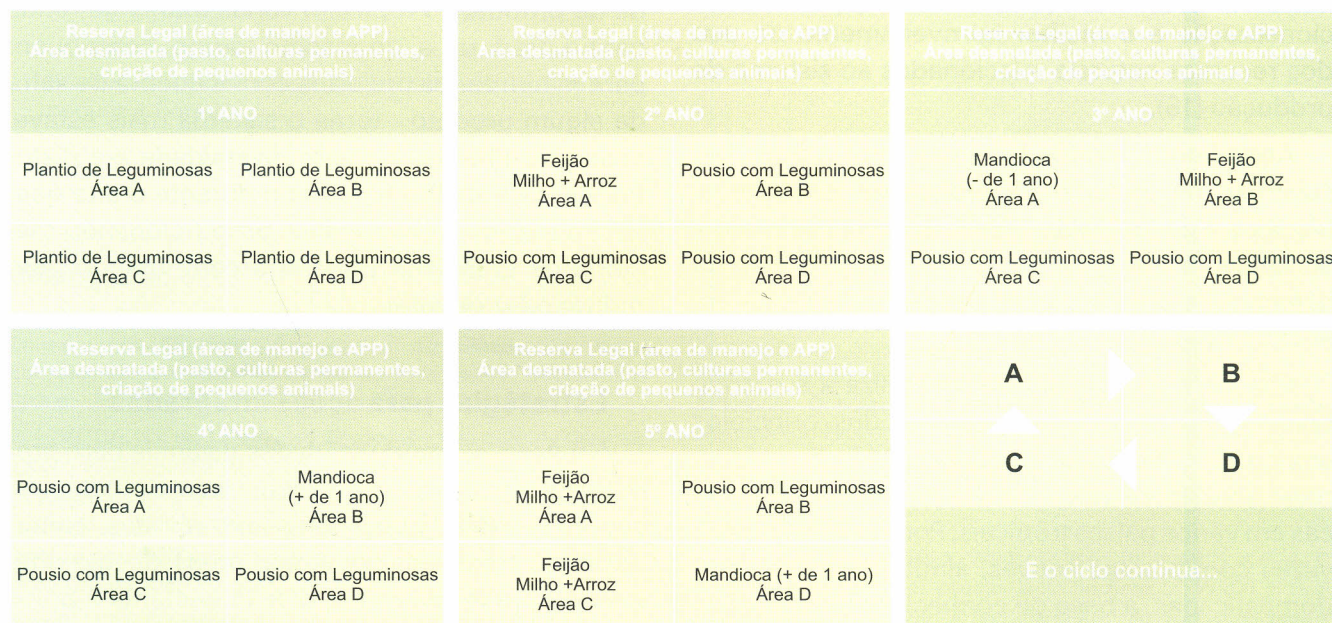 Reserva Legal (área de manejo e APP)
Área desmatada (pasto, culturas permanentes,
criação de pequenos animais)
1º ANO
Plantio de Leguminosas
Área A
Plantio de Leguminosas
Área B
Plantio de Leguminosas
Área C
Plantio de Leguminosas
Área D
Reserva Legal (área de manejo e APP)
Área desmatada (pasto, culturas permanentes,
criação de pequenos animais)
2º ANO
Feijão
Milho + Arroz
Área A
Pousio com Leguminosas
Área B
Pousio com Leguminosas
Área C
Pousio com Leguminosas
Área D
Reserva Legal (área de manejo e APP)
Área desmatada (pasto, culturas permanentes,
criação de pequenos animais)
3º ANO
Mandioca
(- de 1 ano)
Área A
Feijão
Milho + Arroz
Área B
Pousio com Leguminosas
Área C
Pousio com Leguminosas
Área D
Reserva Legal (área de manejo e APP)
Área desmatada (pasto, culturas permanentes,
criação de pequenos animais)
4º ANO
Pousio com Leguminosas
Área A
Mandioca
(+ de 1 ano)
Área B
Pousio com Leguminosas
Área C
Pousio com Leguminosas
Área D
Reserva Legal (área de manejo e APP)
Área desmatada (pasto, culturas permanentes,
criação de pequenos animais)
5º ANO
Feijão
Milho +Arroz
Área A
Pousio com Leguminosas
Área B
Feijão
Milho +Arroz
Área C
Mandioca (+ de 1 ano)
Área D
A
B
C
D
E o ciclo continua...